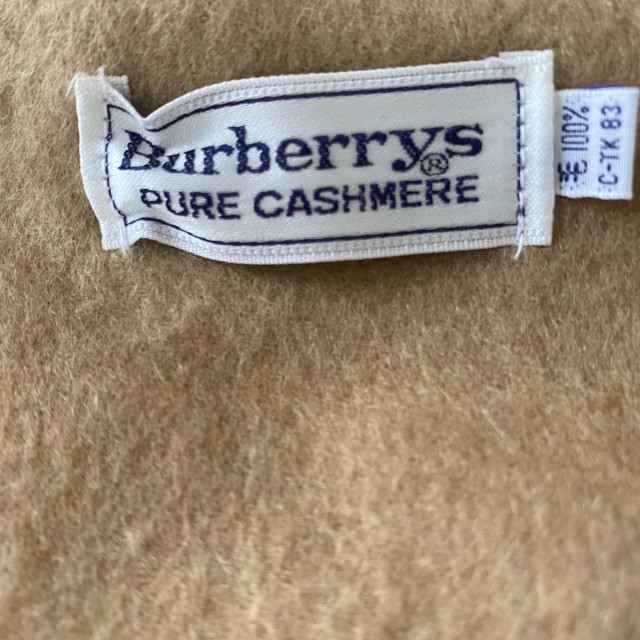 Burberrys®
PURE CASHMERE
毛 100%
C-TK 83